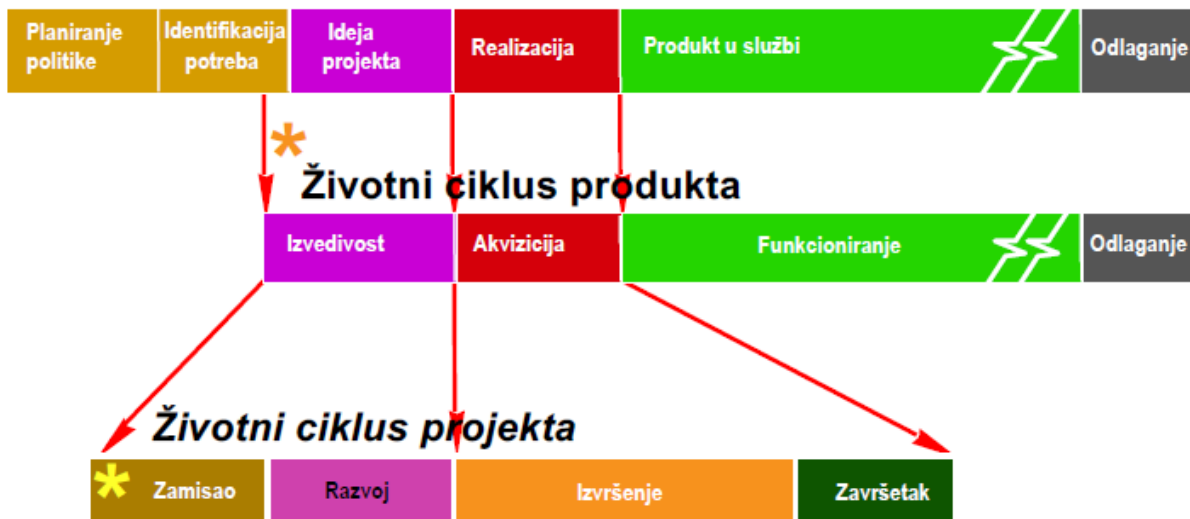 Planiranje
politike
Identifikacija
potreba
Ideja
projekta
Realizacija
Produkt u službi
Odlaganje
*
Životni ciklus produkta
Izvedivost
Akvizicija
Funkcioniranje
Odlaganje
Životni ciklus projekta
* Zamisao
Razvoj
Izvršenje
Završetak